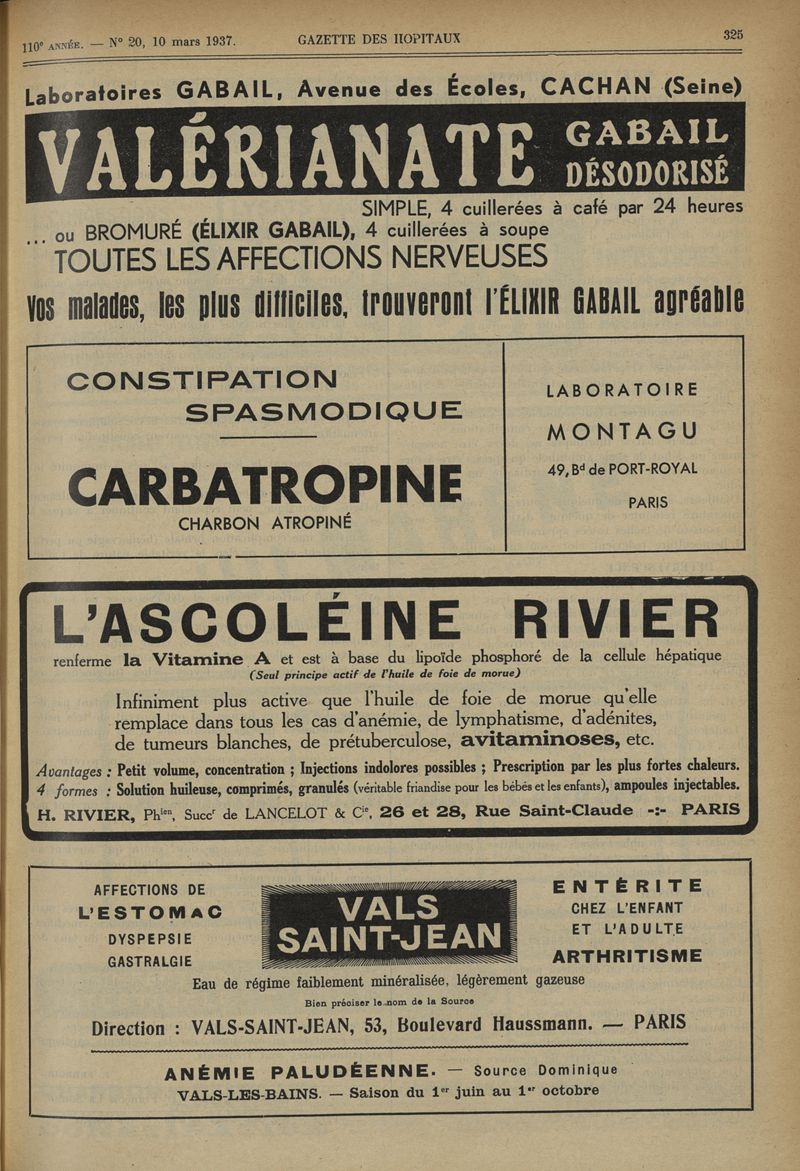 110e ANNÉE. — N° 20, 10 mars 1937. GAZETTE DES HOPITAUX 325
Laboratoires GABAIL, Avenue des Écoles, CACHAN (Seine)
VALÉRIANATE GABAIL DÉSODORISÉ
SIMPLE, 4 cuillerées à café par 24 heures
... ou BROMURÉ (ÉLIXIR GABAIL), 4 cuillerées à soupe
TOUTES LES AFFECTIONS NERVEUSES
Vos malades, les plus difficiles, trouveront l'ÉLIXIR GABAIL agréable
CONSTIPATION
SPASMODIQUE
CARBATROPINE
CHARBON ATROPINÉ
LABORATOIRE
MONTAGU
49, Bd de PORT-ROYAL
PARIS
L'ASCOLÉINE RIVIER
renferme la Vitamine A et est à base du lipoïde phosphoré de la cellule hépatique
(Seul principe actif de l'huile de foie de morue)
Infiniment plus active que l'huile de foie de morue qu'elle
remplace dans tous les cas d'anémie, de lymphatisme, d'adénites,
de tumeurs blanches, de prétuberculose, avitaminoses, etc.
Avantages : Petit volume, concentration ; Injections indolores possibles ; Prescription par les plus fortes chaleurs.
4 formes : Solution huileuse, comprimés, granulés (véritable friandise pour les bébés et les enfants), ampoules injectables.
H. RIVIER, Phien, Succr de LANCELOT & Cie, 26 et 28, Rue Saint-Claude -:- PARIS
AFFECTIONS DE
L'ESTOMAC
DYSPEPSIE
GASTRALGIE
VALS
SAINT-JEAN
ENTÉRITE
CHEZ L'ENFANT
ET L'ADULTE
ARTHRITISME
Eau de régime faiblement minéralisée, légèrement gazeuse
Bien préciser le nom de la Source
Direction : VALS-SAINT-JEAN, 53, Boulevard Haussmann. — PARIS
ANÉMIE PALUDÉENNE. — Source Dominique
VALS-LES-BAINS. — Saison du 1er juin au 1er octobre